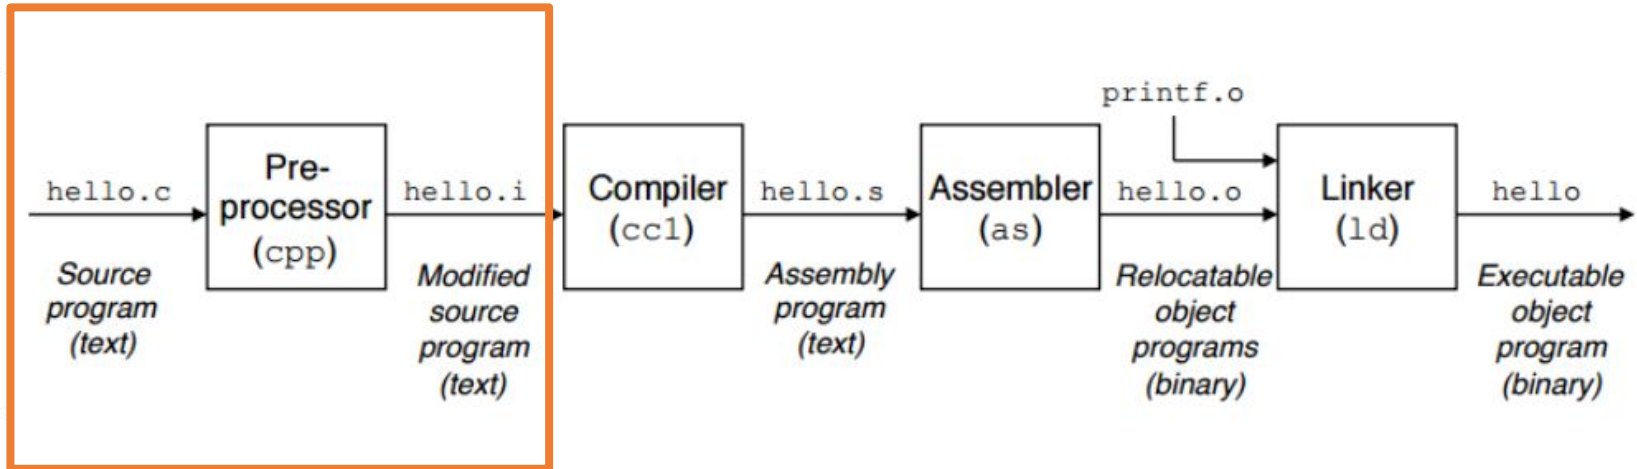 printf.o
hello.c
Pre-
processor
(cpp)
hello.i
Compiler
(cc1)
hello.s
Assembler
(as)
hello.o
Linker
(ld)
hello
Source
program
(text)
Modified
source
program
(text)
Assembly
program
(text)
Relocatable
object
programs
(binary)
Executable
object
program
(binary)